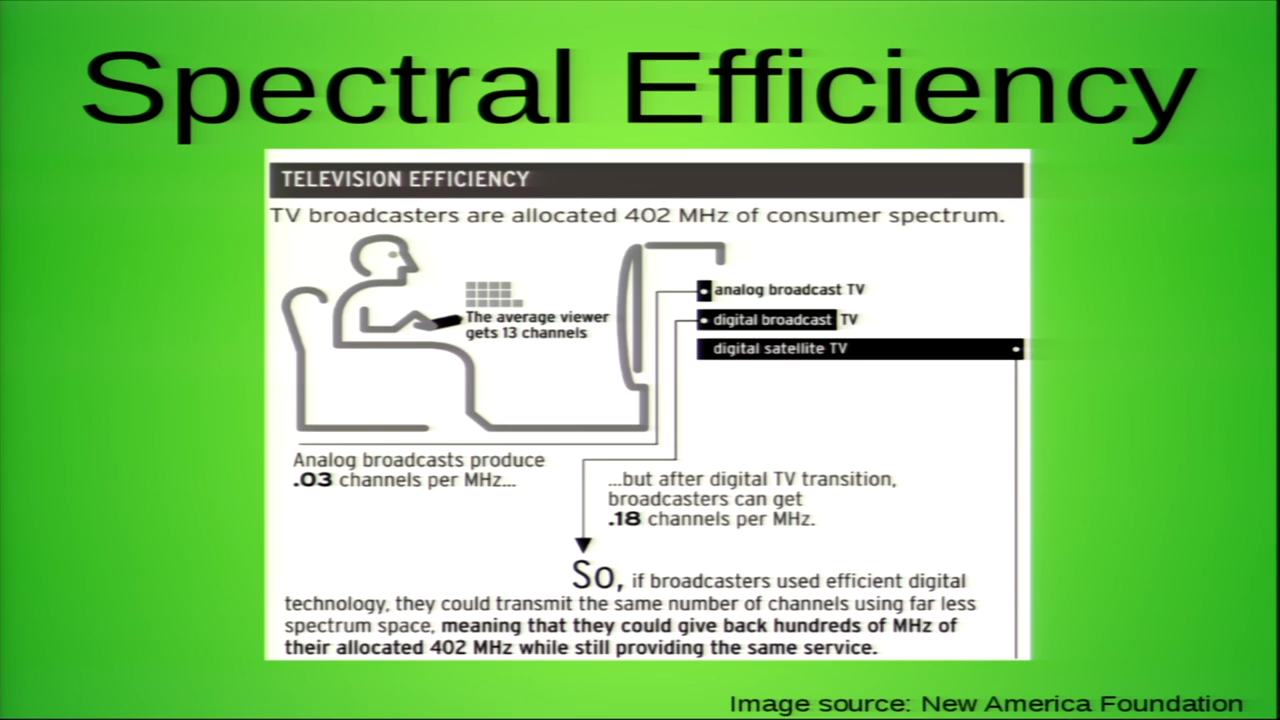 Spectral Efficiency
TELEVISION EFFICIENCY
TV broadcasters are allocated 402 MHz of consumer spectrum.
The average viewer
gets 13 channels
analog broadcast TV
digital broadcast TV
digital satellite TV
Analog broadcasts produce
.03 channels per MHz...
...but after digital TV transition,
broadcasters can get
.18 channels per MHz.
So, if broadcasters used efficient digital
technology, they could transmit the same number of channels using far less
spectrum space, meaning that they could give back hundreds of MHz of
their allocated 402 MHz while still providing the same service.
Image source: New America Foundation